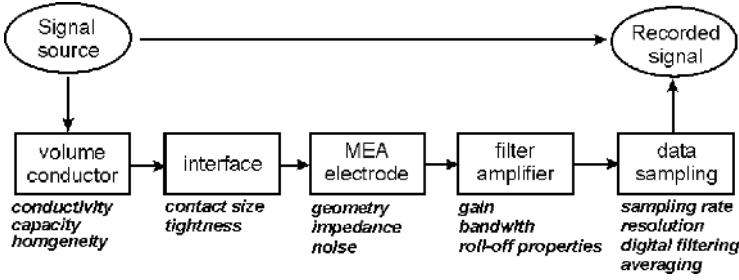 Signal
source
Recorded
signal
volume
conductor
interface
MEA
electrode
filter
amplifier
data
sampling
conductivity
capacity
homgeneity
contact size
tightness
geometry
impedance
noise
gain
bandwith
roll-off properties
sampling rate
resolution
digital filtering
averaging